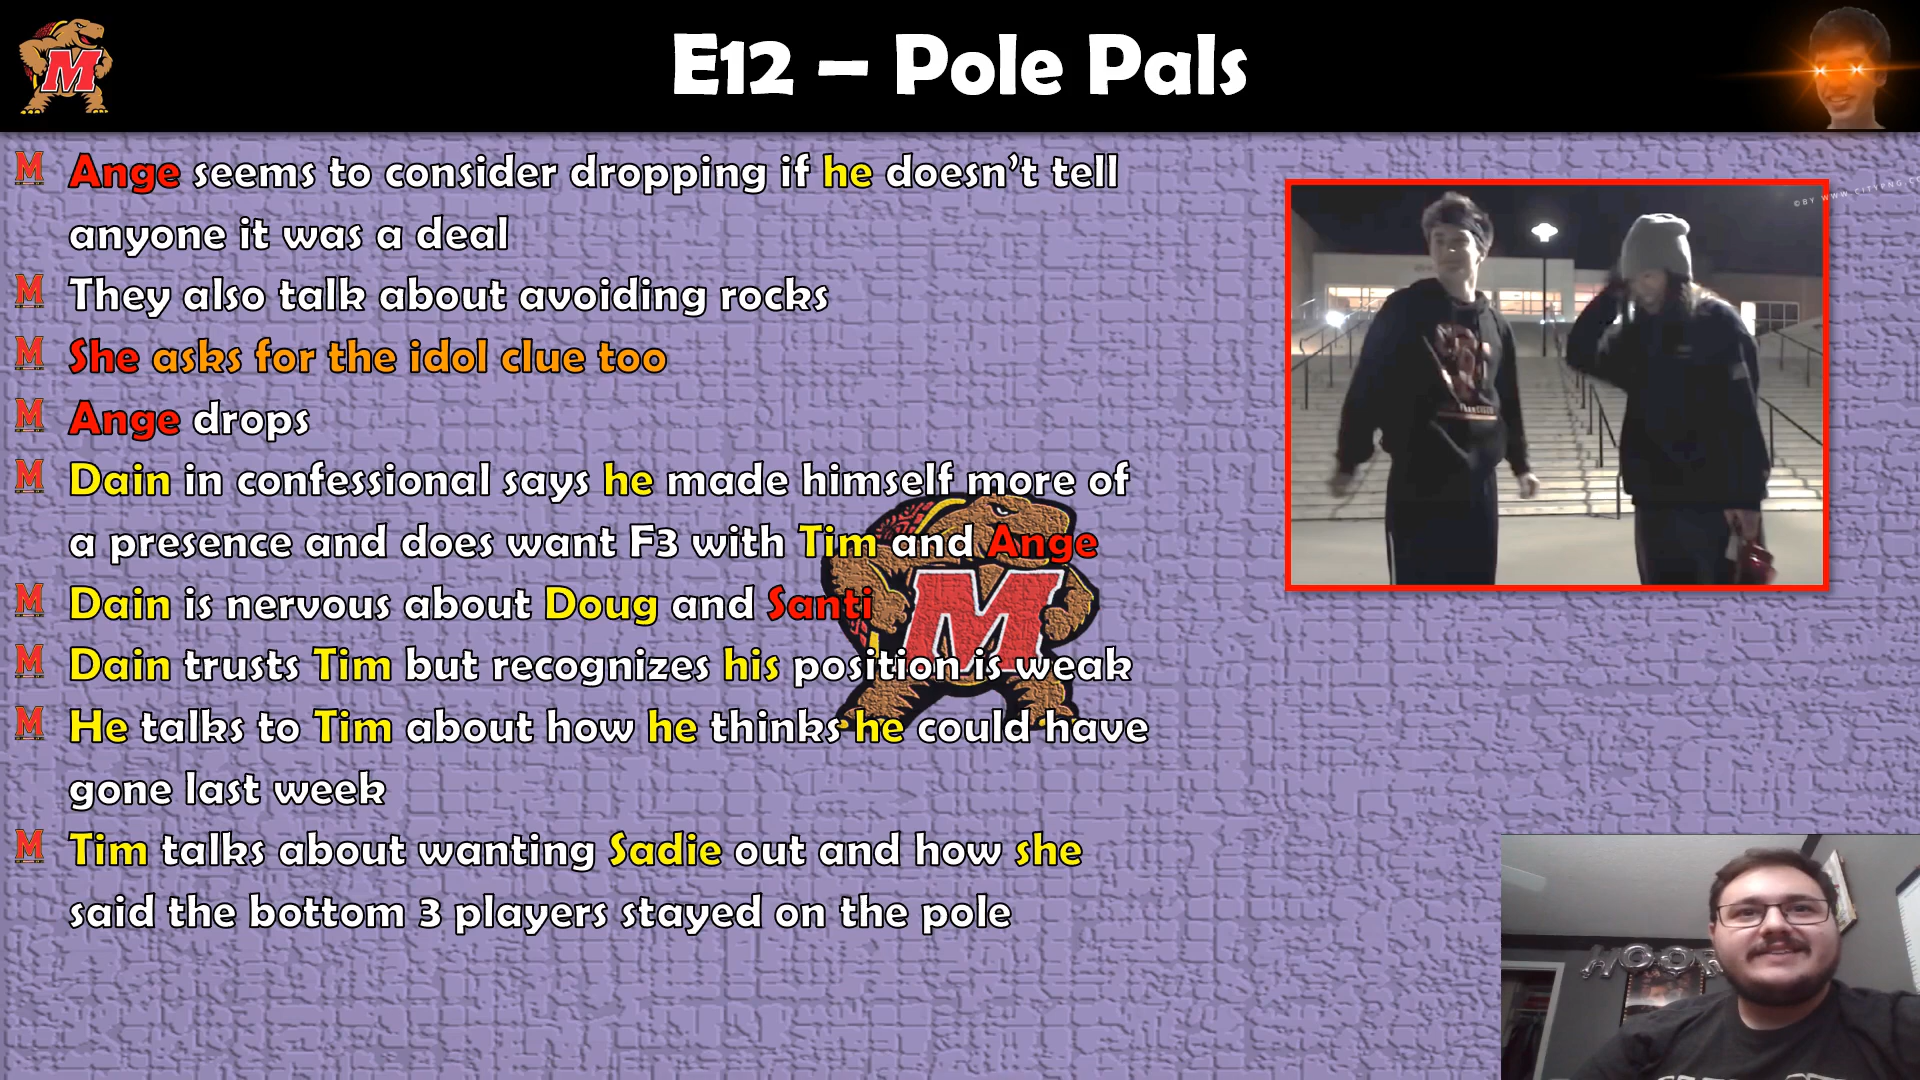 E12 – Pole Pals
Ange seems to consider dropping if he doesn't tell
anyone it was a deal
They also talk about avoiding rocks
She asks for the idol clue too
Ange drops
Dain in confessional says he made himself more of
a presence and does want F3 with Tim and Ange
Dain is nervous about Doug and Santi
Dain trusts Tim but recognizes his position is weak
He talks to Tim about how he thinks he could have
gone last week
Tim talks about wanting Sadie out and how she
said the bottom 3 players stayed on the pole
M